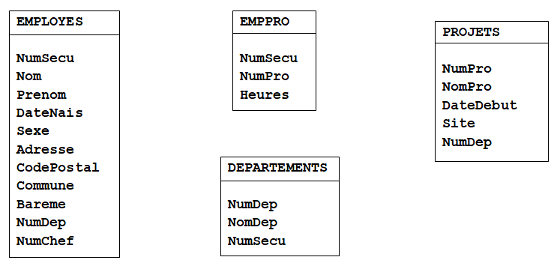 EMPLOYES
NumSecu
Nom
Prenom
DateNais
Sexe
Adresse
CodePostal
Commune
Bareme
NumDep
NumChef
EMPPRO
NumSecu
NumPro
Heures
DEPARTEMENTS
NumDep
NomDep
NumSecu
PROJETS
NumPro
NomPro
DateDebut
Site
NumDep